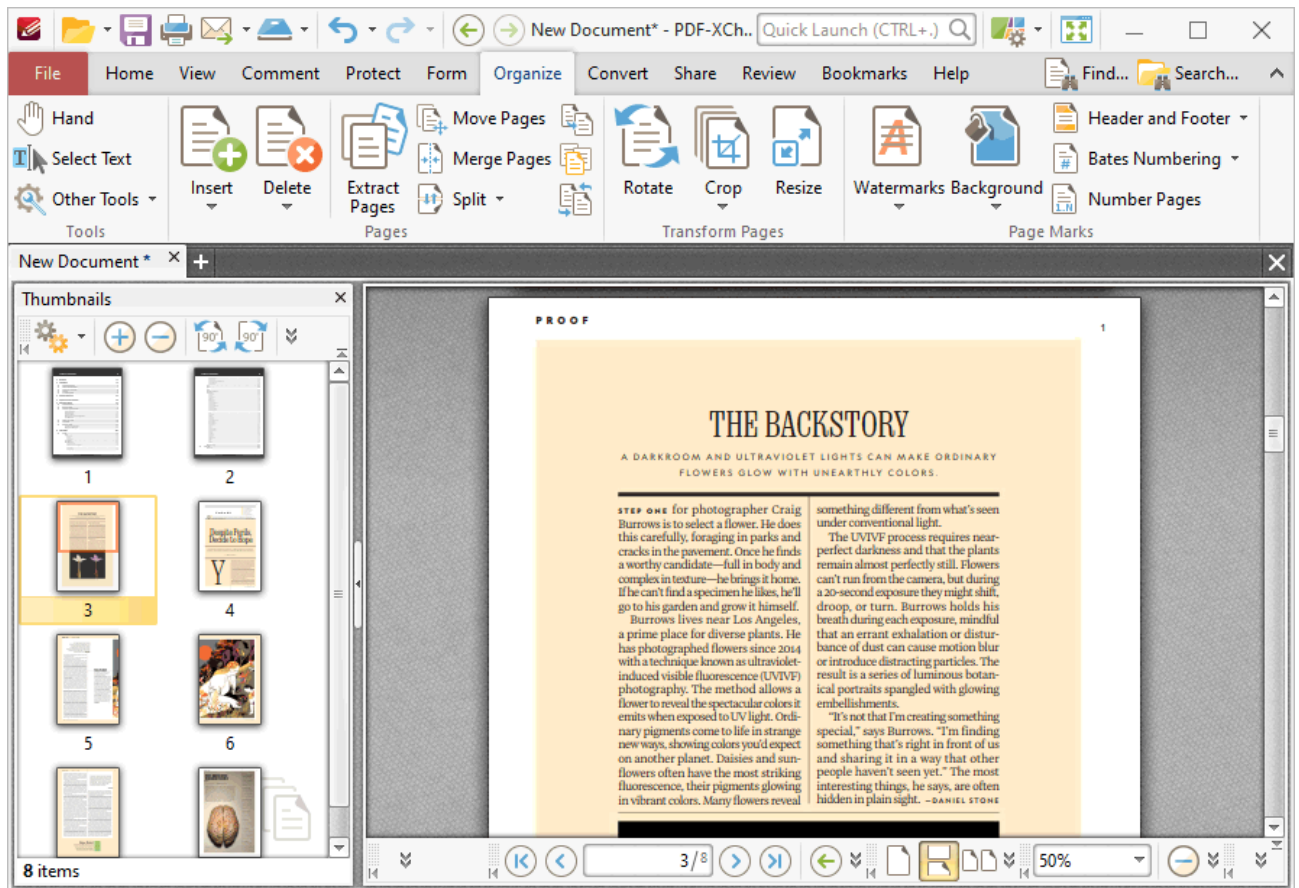 New Document* - PDF-XCh..
Quick Launch (CTRL+.)
File Home View Comment Protect Form Organize Convert Share Review Bookmarks Help Find... Search...
Hand
Select Text
Other Tools
Tools
Insert
Delete
Extract
Pages
Move Pages
Merge Pages
Split
Pages
Rotate
Crop
Resize
Transform Pages
Watermarks
Background
Header and Footer
Bates Numbering
Number Pages
Page Marks
New Document *
Thumbnails
90°
90°
1
2
3
Despite Perils,
Decide to Hope
Y
4
5
6
8 items
PROOF
1
THE BACKSTORY
A DARKROOM AND ULTRAVIOLET LIGHTS CAN MAKE ORDINARY
FLOWERS GLOW WITH UNEARTHLY COLORS.
STEP ONE for photographer Craig
Burrows is to select a flower. He does
this carefully, foraging in parks and
cracks in the pavement. Once he finds
a worthy candidate—full in body and
complex in texture—he brings it home.
If he can't find a specimen he likes, he'll
go to his garden and grow it himself.
Burrows lives near Los Angeles,
a prime place for diverse plants. He
has photographed flowers since 2014
with a technique known as ultraviolet-
induced visible fluorescence (UVIVF)
photography. The method allows a
flower to reveal the spectacular colors it
emits when exposed to UV light. Ordi-
nary pigments come to life in strange
new ways, showing colors you'd expect
on another planet. Daisies and sun-
flowers often have the most striking
fluorescence, their pigments glowing
in vibrant colors. Many flowers reveal
something different from what's seen
under conventional light.
The UVIVF process requires near-
perfect darkness and that the plants
remain almost perfectly still. Flowers
can't run from the camera, but during
a 20-second exposure they might shift,
droop, or turn. Burrows holds his
breath during each exposure, mindful
that an errant exhalation or distur-
bance of dust can cause motion blur
or introduce distracting particles. The
result is a series of luminous botan-
ical portraits spangled with glowing
embellishments.
"It's not that I'm creating something
special," says Burrows. "I'm finding
something that's right in front of us
and sharing it in a way that other
people haven't seen yet." The most
interesting things, he says, are often
hidden in plain sight. —DANIEL STONE
3/8
50%